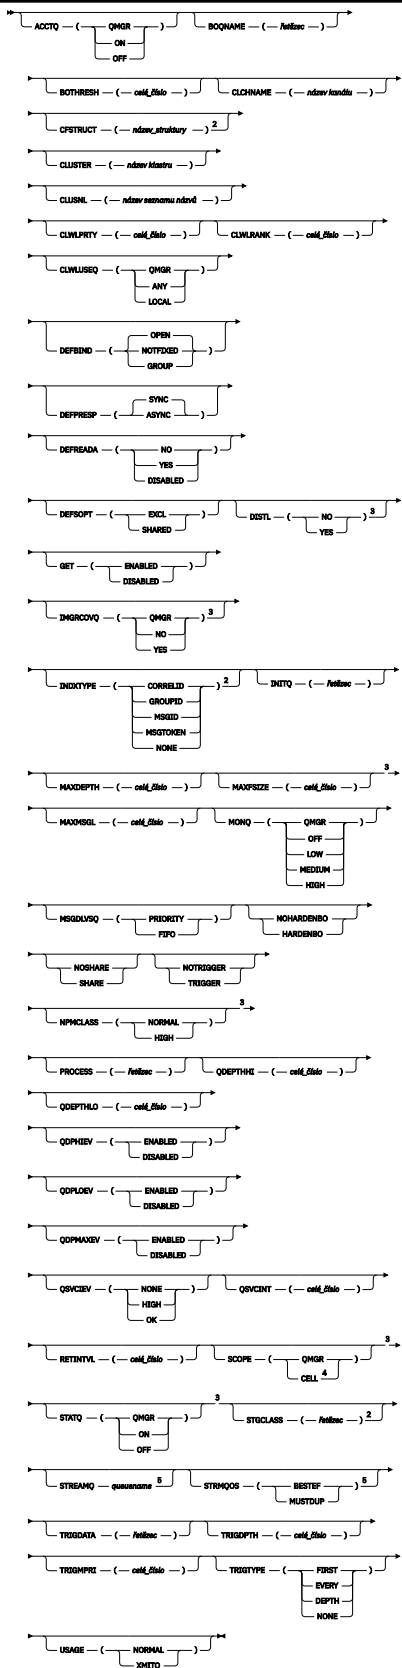 ACCTQ — ( QMGR ) BOQNAME — ( řetězec )
ON
OFF
BOTHRESH — ( celé_číslo ) CLCHNAME — ( název kanálu )
CFSTRUCT — ( název_struktury ) 2
CLUSTER — ( název klastru )
CLUSNL — ( název seznamu názvů )
CLWLPRTY — ( celé_číslo ) CLWLRANK — ( celé_číslo )
CLWLUSEQ — ( QMGR )
ANY
LOCAL
OPEN
DEFBIND — ( NOTFIXED )
GROUP
SYNC
DEFPRESP — ( ASYNC )
DEFREADA — ( NO )
YES
DISABLED
DEFSOPT — ( EXCL ) DISTL — ( NO ) 3
SHARED YES
GET — ( ENABLED )
DISABLED
IMGRCOVQ — ( QMGR ) 3
NO
YES
INDXTYPE — ( CORRELID ) 2 INITQ — ( řetězec )
GROUPID
MSGID
MSGTOKEN
NONE
MAXDEPTH — ( celé_číslo ) MAXFSIZE — ( celé_číslo ) 3
MAXMSGL — ( celé_číslo ) MONQ — ( QMGR )
OFF
LOW
MEDIUM
HIGH
MSGDLVSQ — ( PRIORITY ) NOHARDENBO
FIFO HARDENBO
NOSHARE NOTRIGGER
SHARE TRIGGER
NPMCLASS — ( NORMAL ) 3
HIGH
PROCESS — ( řetězec ) QDEPTHHI — ( celé_číslo )
QDEPTHLO — ( celé_číslo )
QDPHIEV — ( ENABLED )
DISABLED
QDPLOEV — ( ENABLED )
DISABLED
QDPMAXEV — ( ENABLED )
DISABLED
QSVCIEV — ( NONE ) QSVCINT — ( celé_číslo )
HIGH
OK
RETINTVL — ( celé_číslo ) SCOPE — ( QMGR ) 3
CELL 4
STATQ — ( QMGR ) 3 STGCLASS — ( řetězec ) 2
ON
OFF
STREAMQ queuename 5 STRMQOS — ( BESTEF ) 5
MUSTDUP
TRIGDATA — ( řetězec ) TRIGDPTH — ( celé_číslo )
TRIGMPRI — ( celé_číslo ) TRIGTYPE — ( FIRST )
EVERY
DEPTH
NONE
USAGE — ( NORMAL )
XMITQ